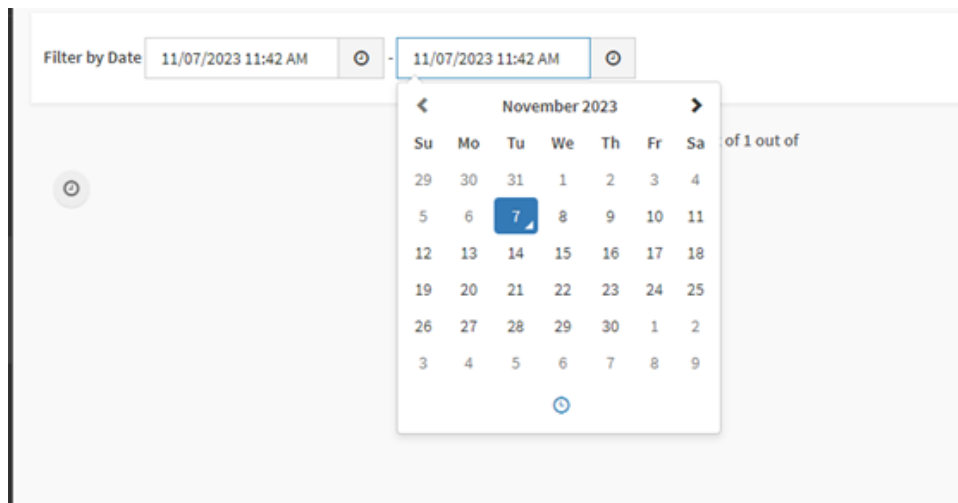 Filter by Date 11/07/2023 11:42 AM - 11/07/2023 11:42 AM
November 2023
Su Mo Tu We Th Fr Sa
of 1 out of
29 30 31 1 2 3 4
5 6 7 8 9 10 11
12 13 14 15 16 17 18
19 20 21 22 23 24 25
26 27 28 29 30 1 2
3 4 5 6 7 8 9